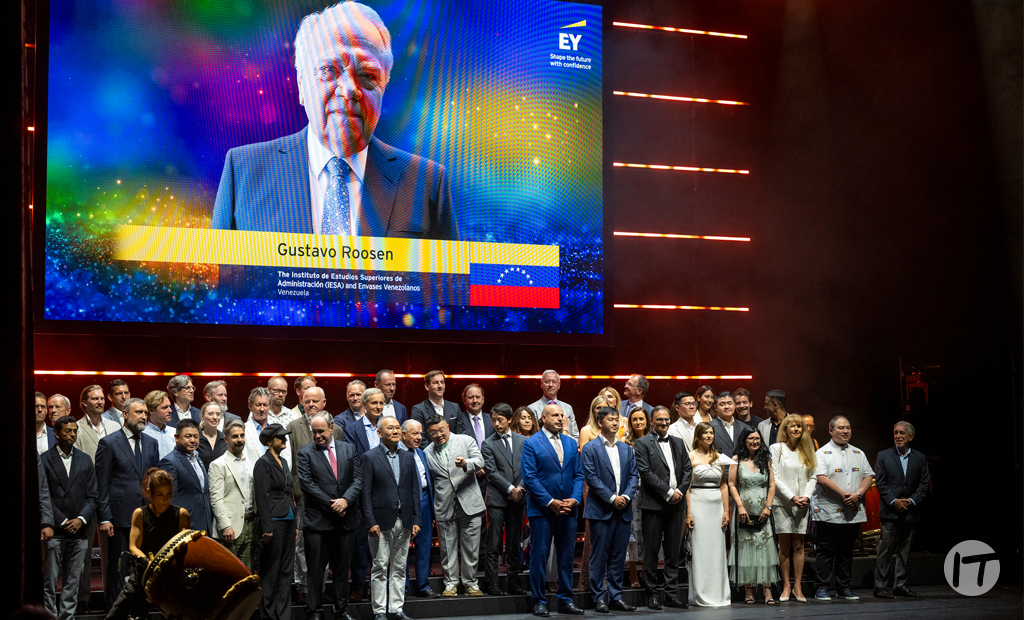 EY
Shape the future
with confidence
Gustavo Roosen
The Instituto de Estudios Superiores de
Administración (IESA) and Envases Venezolanos
Venezuela
IT